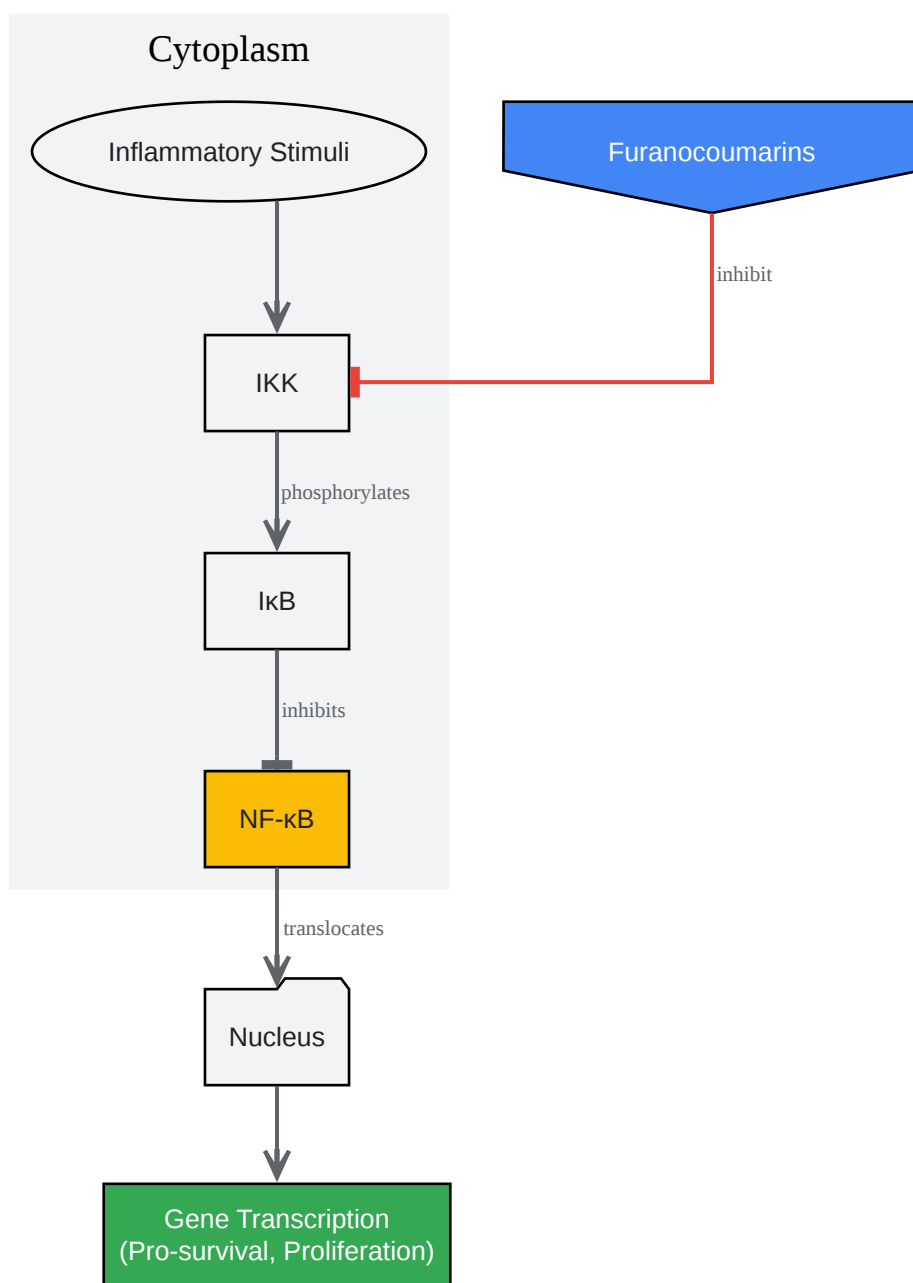 Cytoplasm
Inflammatory Stimuli
Furanocoumarins
inhibit
IKK
phosphorylates
IκB
inhibits
NF-κB
translocates
Nucleus
Gene Transcription
(Pro-survival, Proliferation)